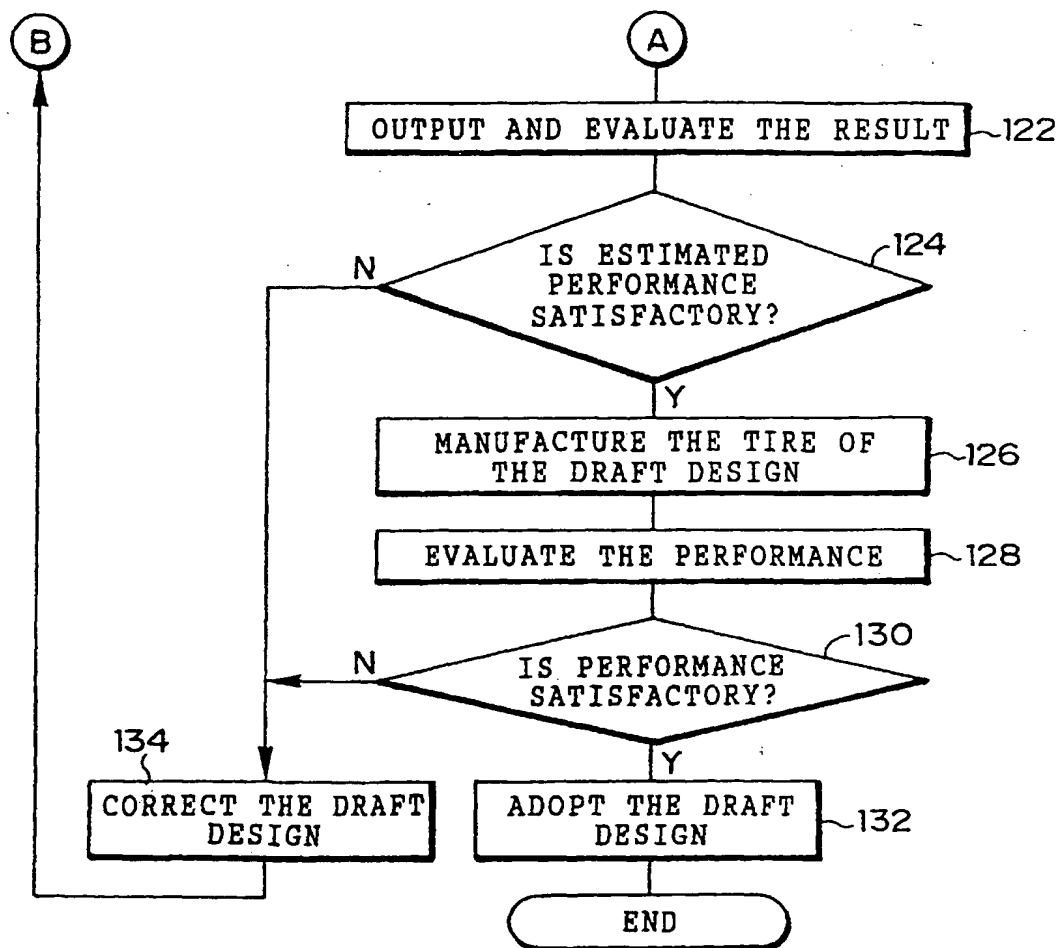 B
A
OUTPUT AND EVALUATE THE RESULT
122
IS ESTIMATED
PERFORMANCE
SATISFACTORY?
124
N
Y
MANUFACTURE THE TIRE OF
THE DRAFT DESIGN
126
EVALUATE THE PERFORMANCE
128
IS PERFORMANCE
SATISFACTORY?
130
N
Y
134
CORRECT THE DRAFT
DESIGN
ADOPT THE DRAFT
DESIGN
132
END